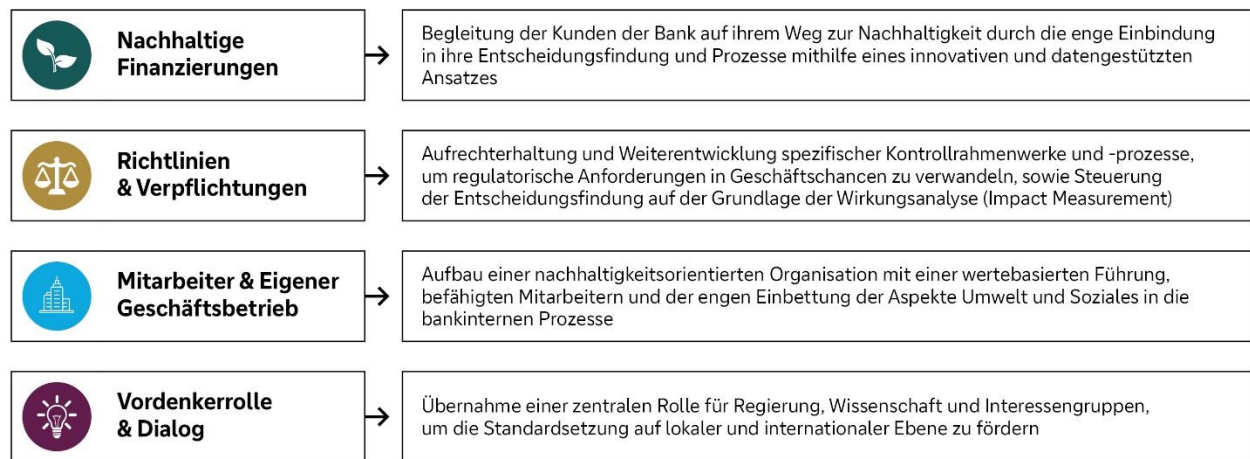 Nachhaltige
Finanzierungen
Begleitung der Kunden der Bank auf ihrem Weg zur Nachhaltigkeit durch die enge Einbindung
in ihre Entscheidungsfindung und Prozesse mithilfe eines innovativen und datengestützten
Ansatzes
Richtlinien
& Verpflichtungen
Aufrechterhaltung und Weiterentwicklung spezifischer Kontrollrahmenwerke und -prozesse,
um regulatorische Anforderungen in Geschäftschancen zu verwandeln, sowie Steuerung
der Entscheidungsfindung auf der Grundlage der Wirkungsanalyse (Impact Measurement)
Mitarbeiter & Eigener
Geschäftsbetrieb
Aufbau einer nachhaltigkeitsorientierten Organisation mit einer wertebasierten Führung,
befähigten Mitarbeitern und der engen Einbettung der Aspekte Umwelt und Soziales in die
bankinternen Prozesse
Vordenkerrolle
& Dialog
Übernahme einer zentralen Rolle für Regierung, Wissenschaft und Interessengruppen,
um die Standardsetzung auf lokaler und internationaler Ebene zu fördern